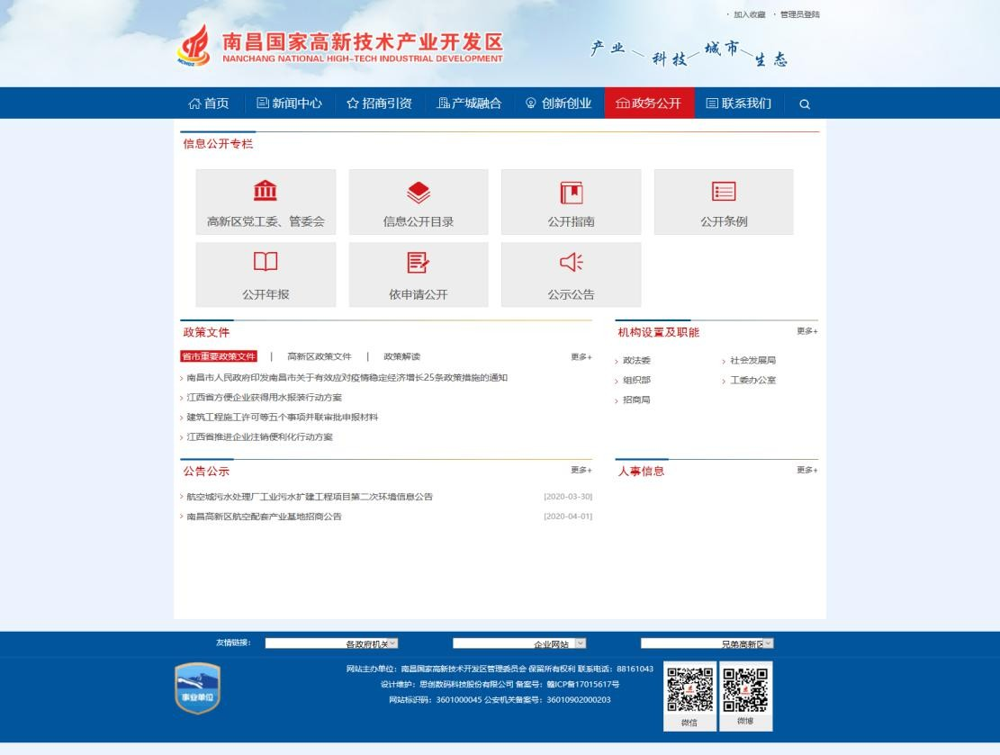 · 加入收藏 · 管理员登陆
南昌国家高新技术产业开发区
NANCHANG NATIONAL HIGH-TECH INDUSTRIAL DEVELOPMENT
产业 科技 城市 生态
首页 新闻中心 招商引资 产城融合 创新创业 政务公开 联系我们
信息公开专栏
高新区党工委、管委会 信息公开目录 公开指南 公开条例
公开年报 依申请公开 公示公告
政策文件
省市重要政策文件 | 高新区政策文件 | 政策解读 更多+
南昌市人民政府印发南昌市关于有效应对疫情稳定经济增长25条政策措施的通知
江西省方便企业获得用水报装行动方案
建筑工程施工许可等五个事项并联审批申报材料
江西省推进企业注销便利化行动方案
机构设置及职能 更多+
政法委 社会发展局
组织部 工委办公室
招商局
公告公示 更多+
航空城污水处理厂工业污水扩建工程项目第二次环境信息公告 [2020-03-30]
南昌高新区航空配套产业基地招商公告 [2020-04-01]
人事信息 更多+
友情链接： 各政府机关 企业网站 兄弟高新区
事业单位
网站主办单位：南昌国家高新技术产业开发区管理委员会 保留所有权利 联系电话：88161043
设计维护：思创数码科技股份有限公司 备案号：赣ICP备17015617号
网站标识码：3601000045 公安机关备案号：36010902000203
微信 微博